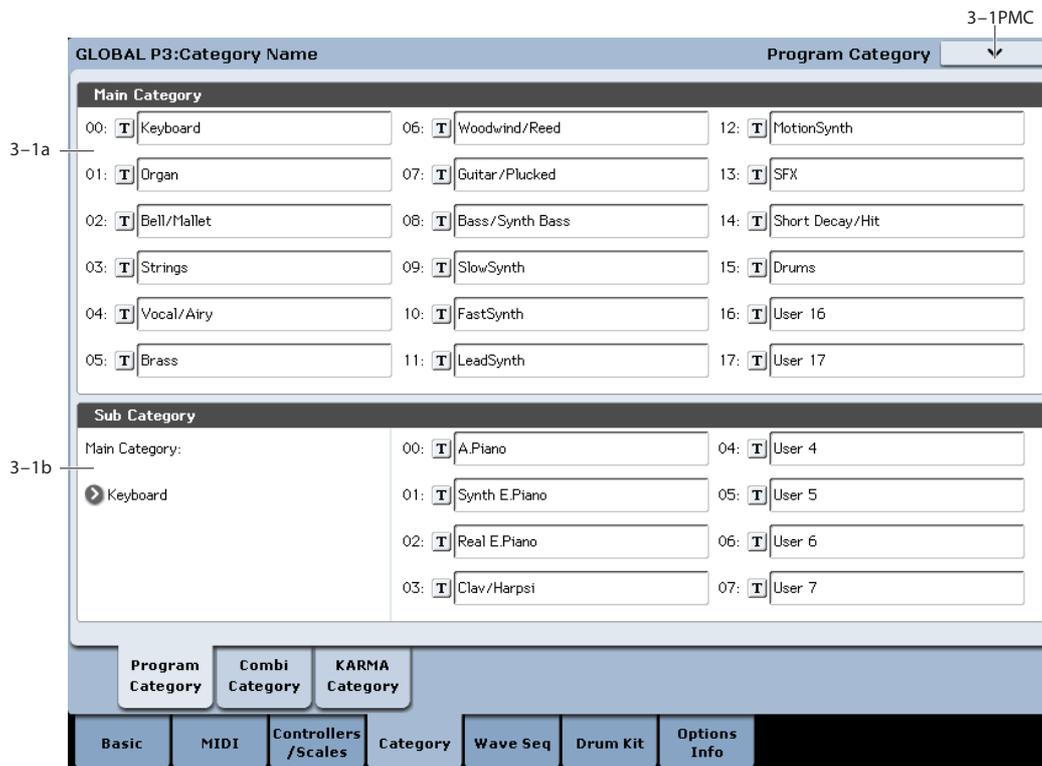 3–1PMC
GLOBAL P3:Category Name
Program Category
Main Category
3–1a
00: T Keyboard
06: T Woodwind/Reed
12: T MotionSynth
01: T Organ
07: T Guitar/Plucked
13: T SFX
02: T Bell/Mallet
08: T Bass/Synth Bass
14: T Short Decay/Hit
03: T Strings
09: T SlowSynth
15: T Drums
04: T Vocal/Airy
10: T FastSynth
16: T User 16
05: T Brass
11: T LeadSynth
17: T User 17
Sub Category
3–1b
Main Category:
Keyboard
00: T A.Piano
04: T User 4
01: T Synth E.Piano
05: T User 5
02: T Real E.Piano
06: T User 6
03: T Clav/Harpsi
07: T User 7
Program
Category
Combi
Category
KARMA
Category
Basic
MIDI
Controllers
/Scales
Category
Wave Seq
Drum Kit
Options
Info